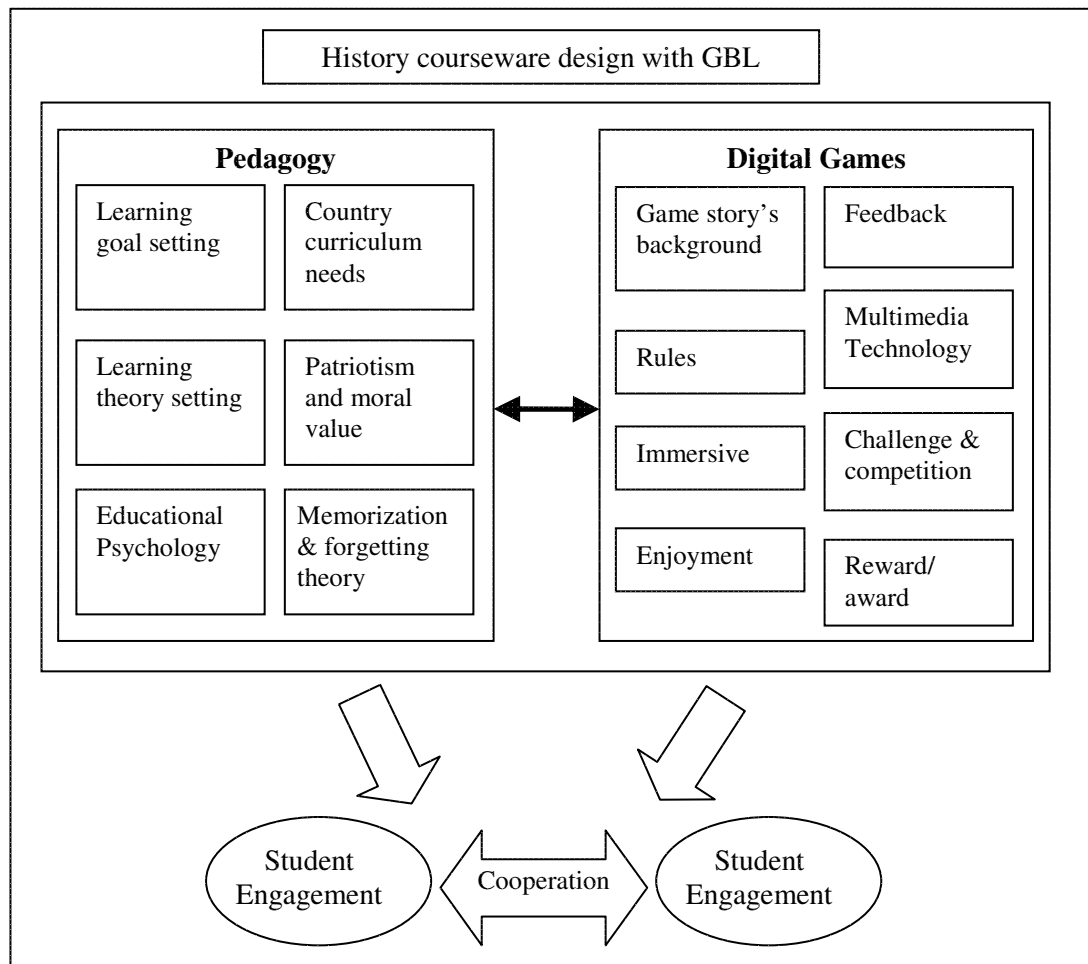 History courseware design with GBL
Pedagogy
Learning
goal setting
Country
curriculum
needs
Learning
theory setting
Patriotism
and moral
value
Educational
Psychology
Memorization
& forgetting
theory
Digital Games
Game story’s
background
Feedback
Rules
Multimedia
Technology
Immersive
Challenge &
competition
Enjoyment
Reward/
award
Student
Engagement
Cooperation
Student
Engagement